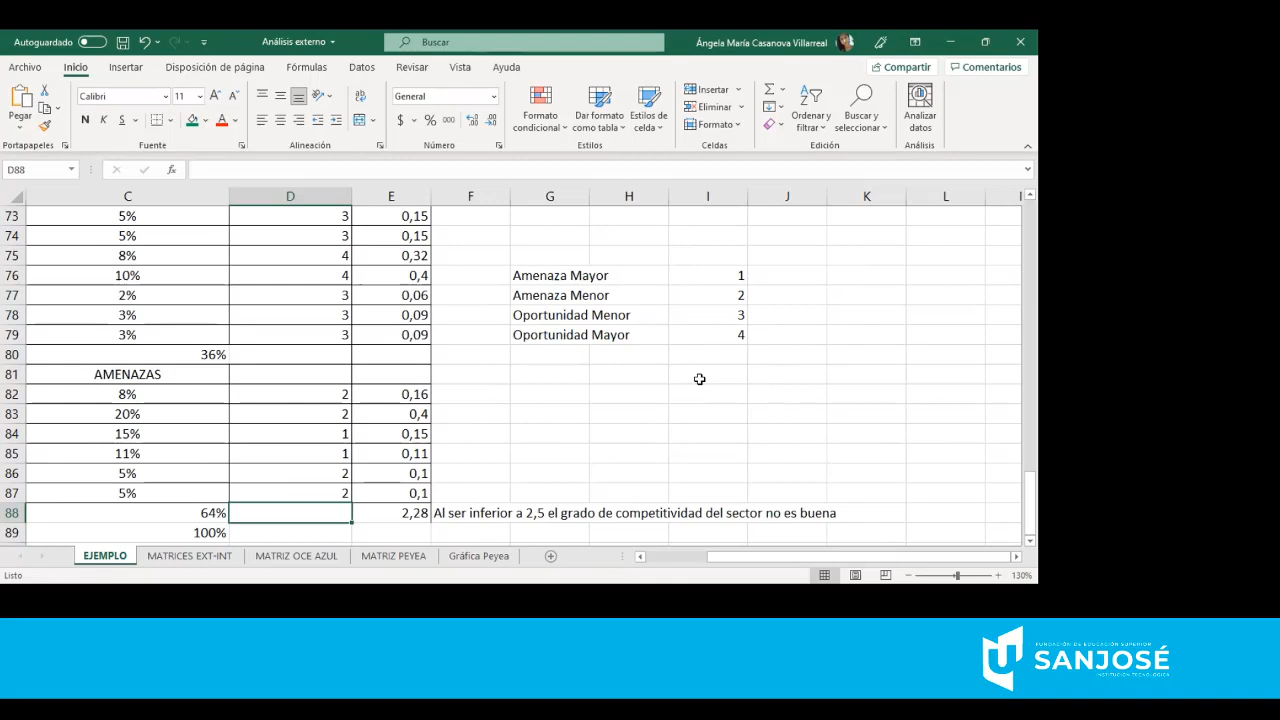 Autoguardado
Análisis externo
Buscar
Ángela María Casanova Villarreal
Archivo Inicio Insertar Disposición de página Fórmulas Datos Revisar Vista Ayuda
Compartir Comentarios
Pegar
Portapapeles
Calibri 11
N K S
Fuente
Alineación
General
$ % 000
Número
Formato condicional
Dar formato como tabla
Estilos de celda
Estilos
Insertar
Eliminar
Formato
Celdas
Ordenar y filtrar
Buscar y seleccionar
Edición
Analizar datos
Análisis
D88 fx
C D E F G H I J K L
73 5% 3 0,15
74 5% 3 0,15
75 8% 4 0,32
76 10% 4 0,4 Amenaza Mayor 1
77 2% 3 0,06 Amenaza Menor 2
78 3% 3 0,09 Oportunidad Menor 3
79 3% 3 0,09 Oportunidad Mayor 4
80 36%
81 AMENAZAS
82 8% 2 0,16
83 20% 2 0,4
84 15% 1 0,15
85 11% 1 0,11
86 5% 2 0,1
87 5% 2 0,1
88 64% 2,28 Al ser inferior a 2,5 el grado de competitividad del sector no es buena
89 100%
EJEMPLO MATRICES EXT-INT MATRIZ OCE AZUL MATRIZ PEYEA Gráfica Peyea
Listo 130%
FUNDACIÓN DE EDUCACIÓN SUPERIOR
SANJOSÉ
INSTITUCIÓN TECNOLÓGICA